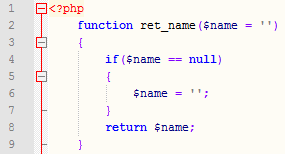 1 <?php
2 function ret_name($name = '')
3 {
4 if($name == null)
5 {
6 $name = '';
7 }
8 return $name;
9 }